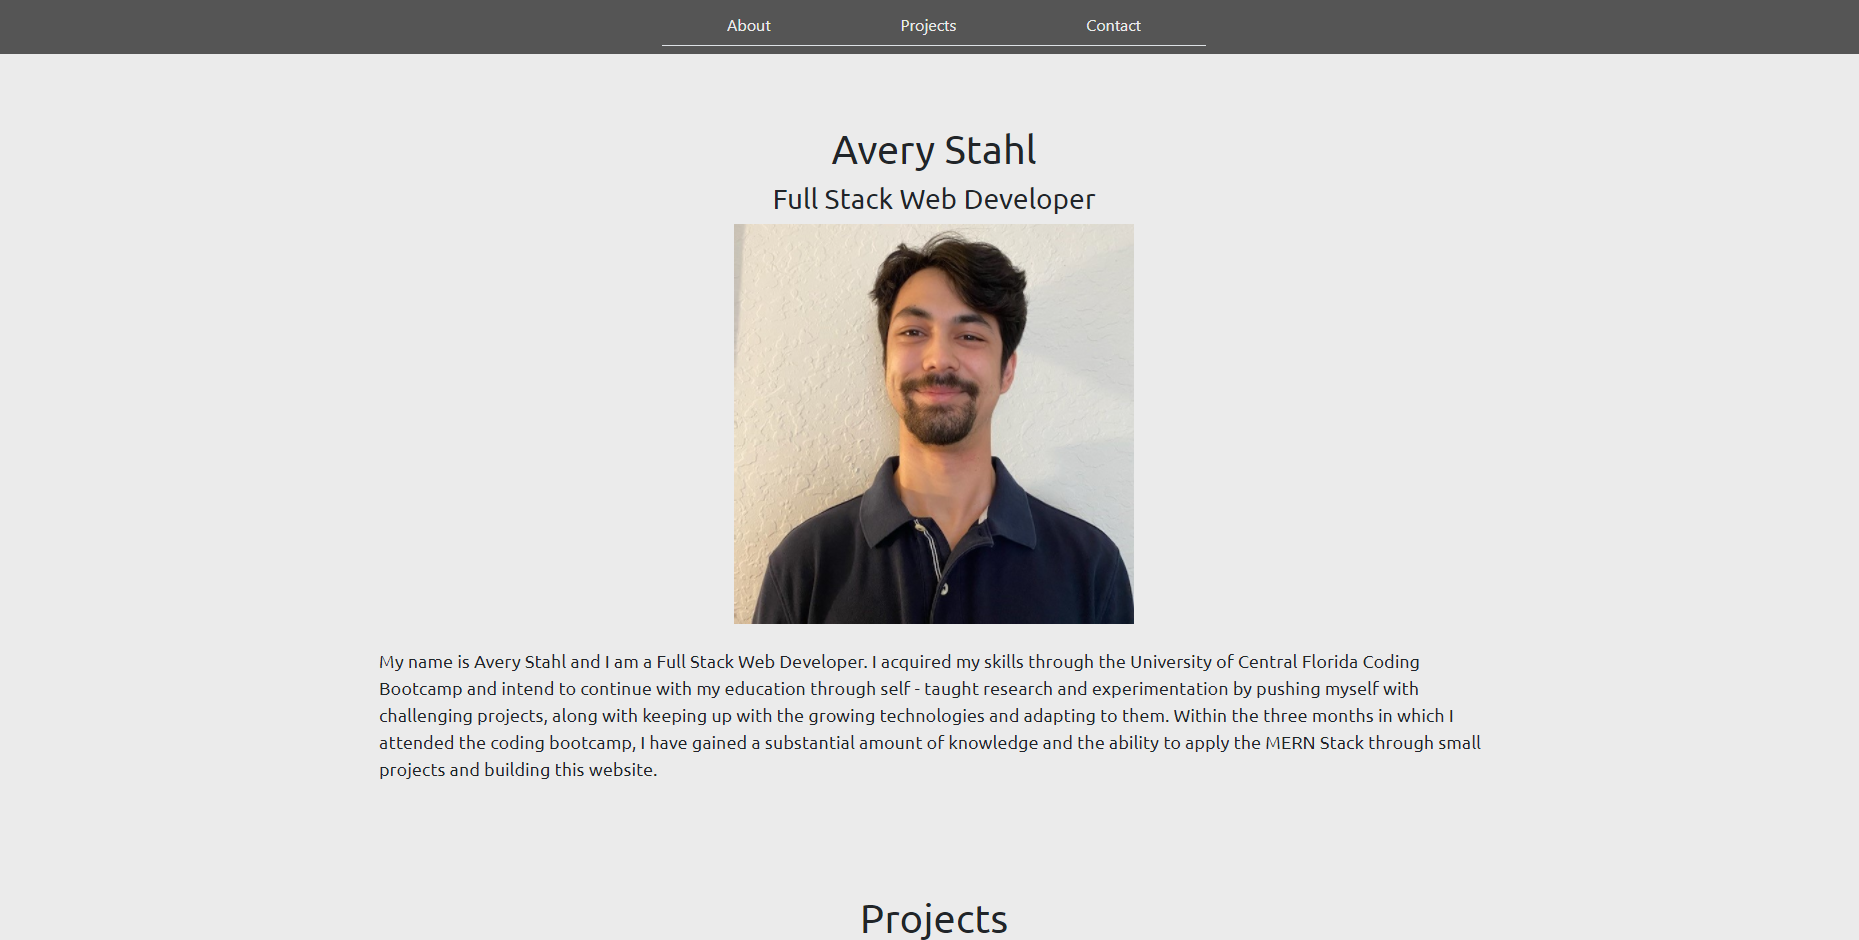 About Projects Contact
Avery Stahl
Full Stack Web Developer
My name is Avery Stahl and I am a Full Stack Web Developer. I acquired my skills through the University of Central Florida Coding
Bootcamp and intend to continue with my education through self - taught research and experimentation by pushing myself with
challenging projects, along with keeping up with the growing technologies and adapting to them. Within the three months in which I
attended the coding bootcamp, I have gained a substantial amount of knowledge and the ability to apply the MERN Stack through small
projects and building this website.
Projects